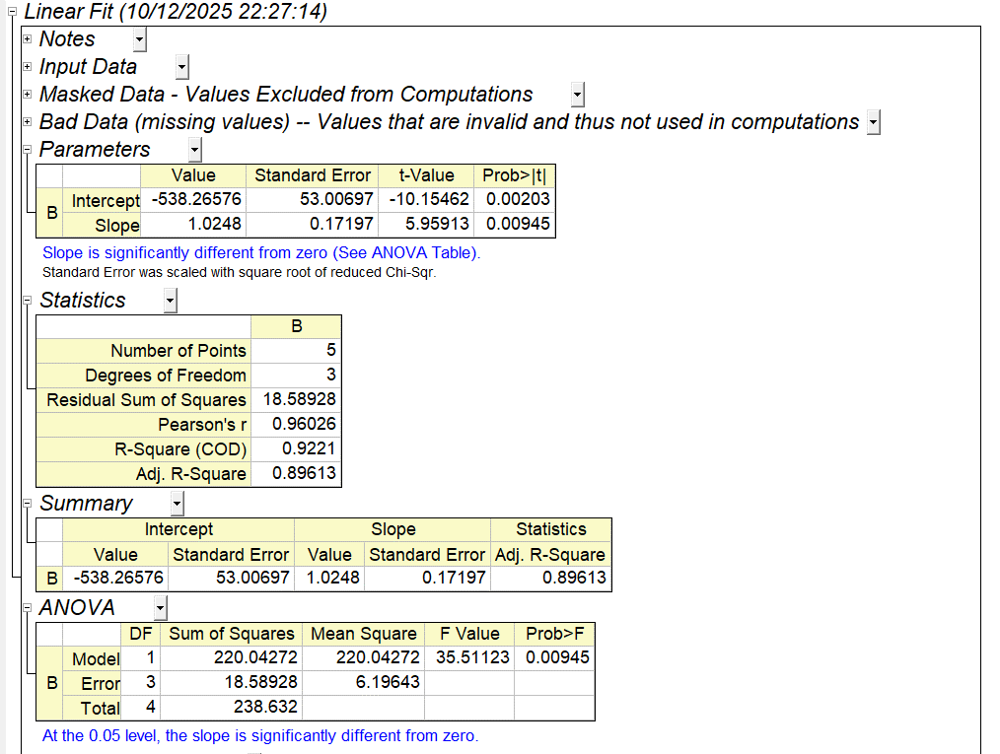 Linear Fit (10/12/2025 22:27:14)
Notes
Input Data
Masked Data - Values Excluded from Computations
Bad Data (missing values) -- Values that are invalid and thus not used in computations
Parameters
Value Standard Error t-Value Prob>|t|
B Intercept -538.26576 53.00697 -10.15462 0.00203
Slope 1.0248 0.17197 5.95913 0.00945
Slope is significantly different from zero (See ANOVA Table).
Standard Error was scaled with square root of reduced Chi-Sqr.
Statistics
B
Number of Points 5
Degrees of Freedom 3
Residual Sum of Squares 18.58928
Pearson's r 0.96026
R-Square (COD) 0.9221
Adj. R-Square 0.89613
Summary
Intercept Slope Statistics
Value Standard Error Value Standard Error Adj. R-Square
B -538.26576 53.00697 1.0248 0.17197 0.89613
ANOVA
DF Sum of Squares Mean Square F Value Prob>F
B Model 1 220.04272 220.04272 35.51123 0.00945
Error 3 18.58928 6.19643
Total 4 238.632
At the 0.05 level, the slope is significantly different from zero.